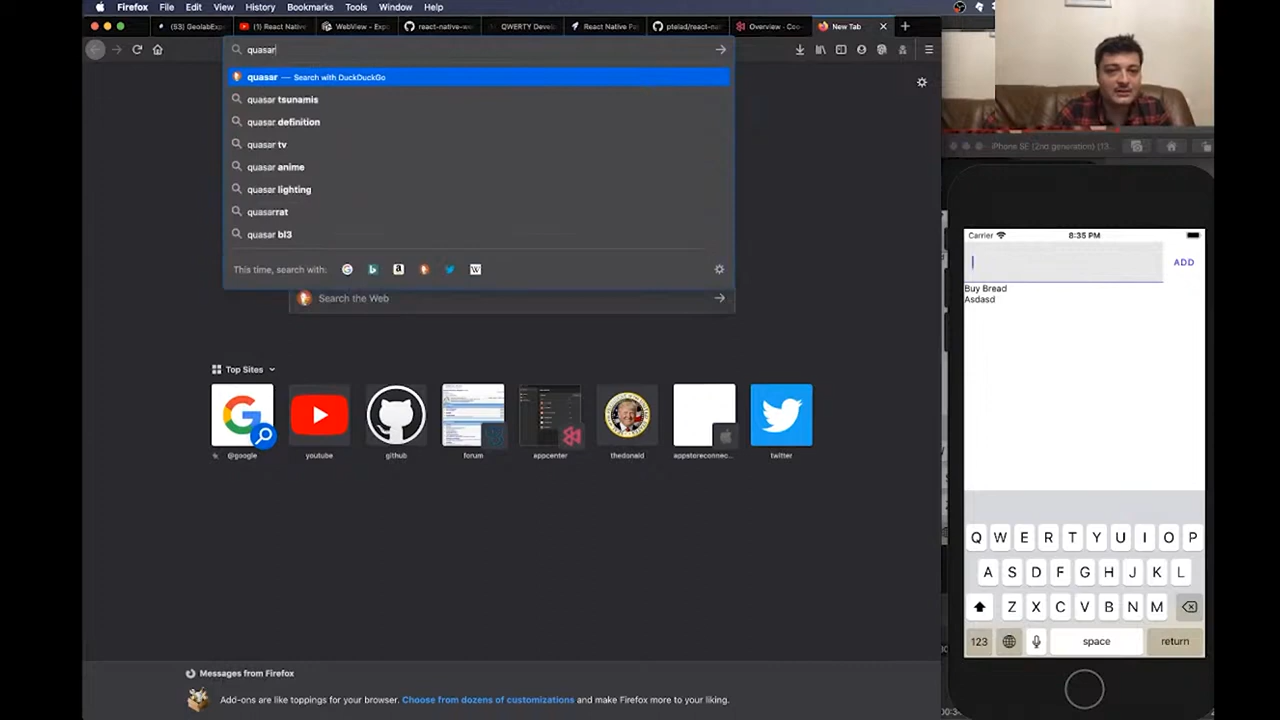 Firefox File Edit View History Bookmarks Tools Window Help
(53) GeolabExp
(1) React Native
WebView - Expo
react-native-we
QWERTY Devel
React Native Pa
ptelad/react-na
Overview - Coo
New Tab
quasar
quasar — Search with DuckDuckGo
quasar tsunamis
quasar definition
quasar tv
quasar anime
quasar lighting
quasarrat
quasar bl3
This time, search with:
Search the Web
Top Sites
@google
youtube
github
forum
appcenter
thedonald
appstoreconnec...
twitter
Messages from Firefox
Add-ons are like toppings for your browser. Choose from dozens of customizations and make Firefox more to your liking.
iPhone SE (2nd generation) (13...
Carrier
8:35 PM
ADD
Buy Bread
Asdasd
Q W E R T Y U I O P
A S D F G H J K L
Z X C V B N M
123
space
return